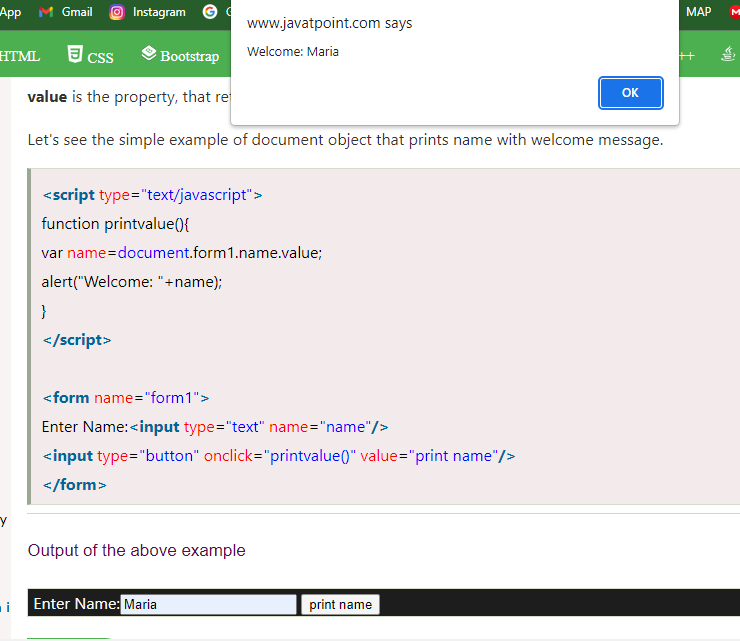 App Gmail Instagram G MAP
www.javatpoint.com says
Welcome: Maria
OK
HTML CSS Bootstrap ++
value is the property, that
Let's see the simple example of document object that prints name with welcome message.
<script type="text/javascript">
function printvalue(){
var name=document.form1.name.value;
alert("Welcome: "+name);
}
</script>
<form name="form1">
Enter Name:<input type="text" name="name"/>
<input type="button" onclick="printvalue()" value="print name"/>
</form>
y
Output of the above example
i
Enter Name: Maria print name